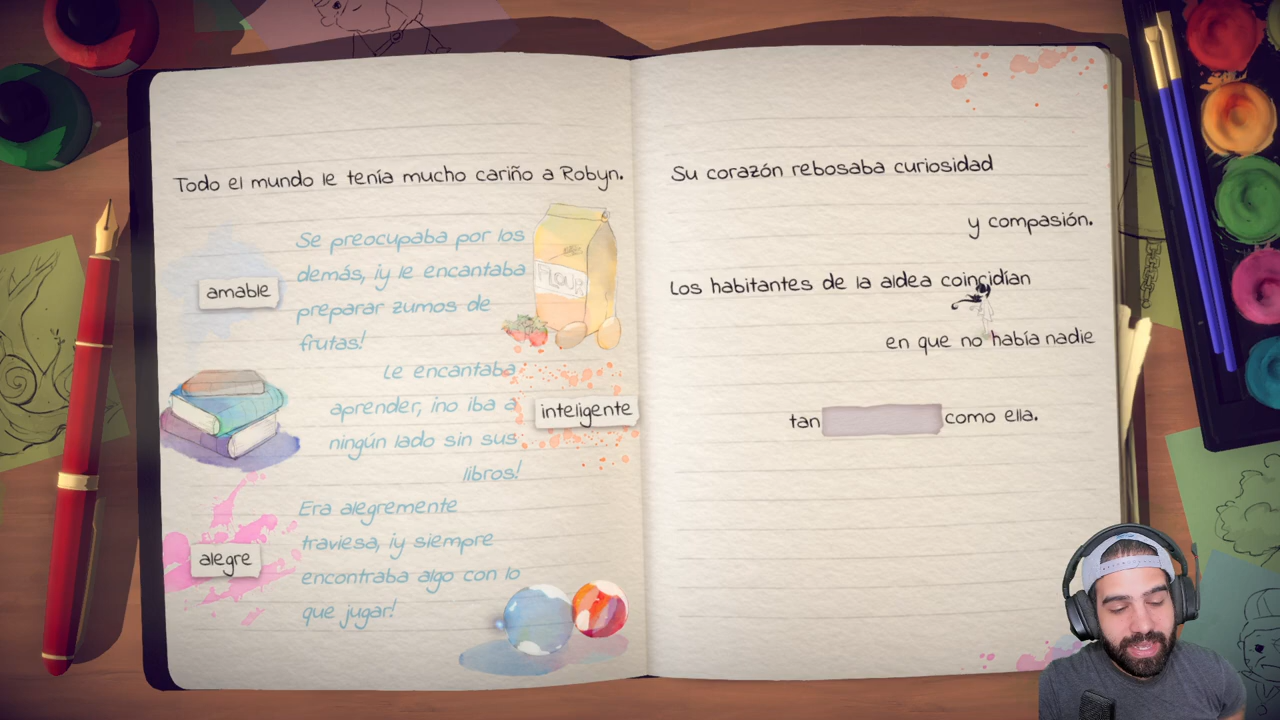 Todo el mundo le tenía mucho cariño a Robyn.
amable
Se preocupaba por los
demás, ¡y le encantaba
preparar zumos de
frutas!
FLOUR
Le encantaba
aprender, ¡no iba a
ningún lado sin sus
libros!
inteligente
alegre
Era alegremente
traviesa, ¡y siempre
encontraba algo con lo
que jugar!
Su corazón rebosaba curiosidad
y compasión.
Los habitantes de la aldea coincidían
en que no había nadie
tan
como ella.